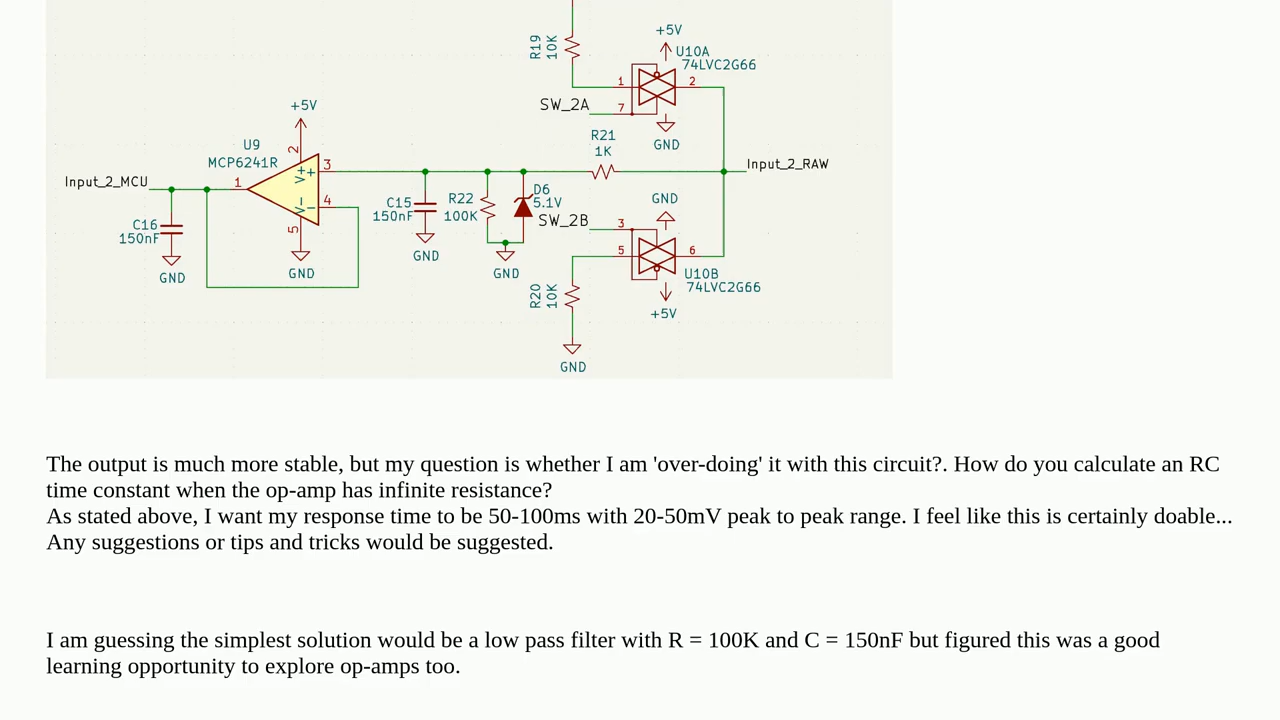 R19
10K
+5V
U10A
74LVC2G66
1
2
SW_2A
7
GND
+5V
U9
MCP6241R
2
V+
+
3
Input_2_MCU
1
V-
-
4
5
C16
150nF
GND
GND
C15
150nF
GND
R22
100K
D6
5.1V
GND
R21
1K
Input_2_RAW
GND
SW_2B
3
5
6
U10B
74LVC2G66
+5V
R20
10K
GND
The output is much more stable, but my question is whether I am 'over-doing' it with this circuit?. How do you calculate an RC
time constant when the op-amp has infinite resistance?
As stated above, I want my response time to be 50-100ms with 20-50mV peak to peak range. I feel like this is certainly doable...
Any suggestions or tips and tricks would be suggested.
I am guessing the simplest solution would be a low pass filter with R = 100K and C = 150nF but figured this was a good
learning opportunity to explore op-amps too.